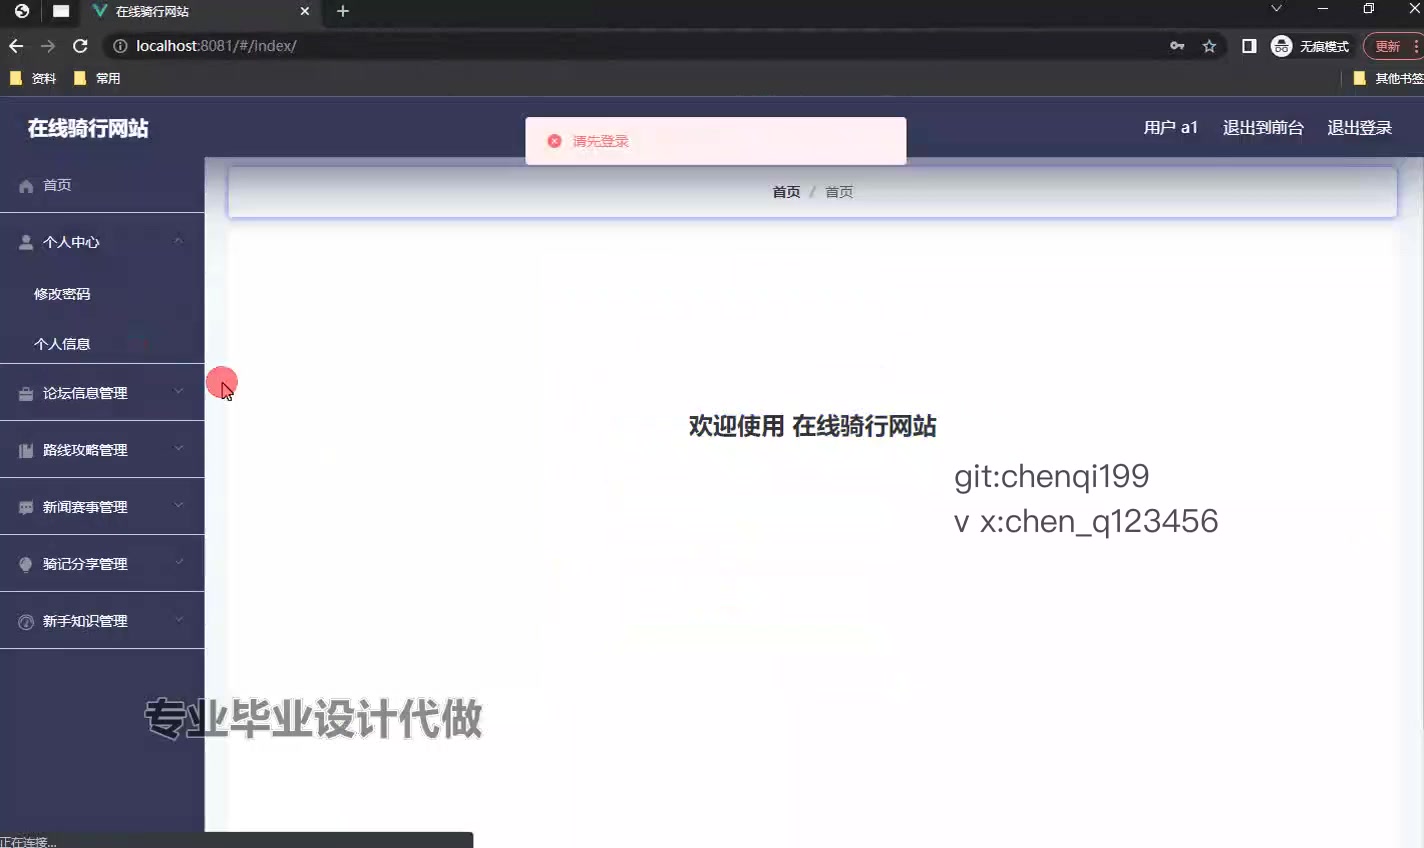 在线骑行网站
localhost:8081/#/index/
无痕模式
更新
资料
常用
其他书签
在线骑行网站
请先登录
用户 a1
退出到前台
退出登录
首页
首页 / 首页
个人中心
修改密码
个人信息
论坛信息管理
路线攻略管理
新闻赛事管理
骑记分享管理
新手知识管理
欢迎使用 在线骑行网站
git:chenqi199
v x:chen_q123456
专业毕业设计代做
正在连接...